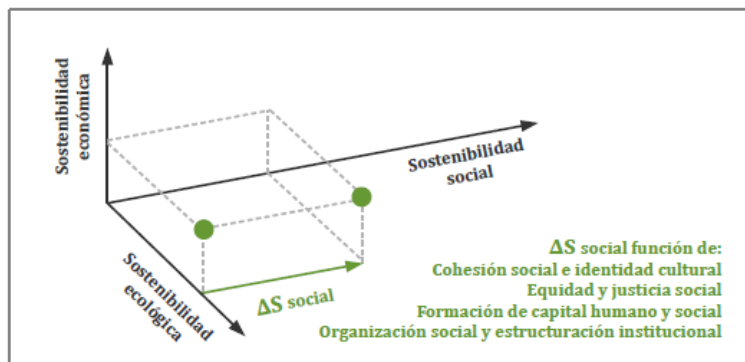 Sostenibilidad
económica
Sostenibilidad
social
Sostenibilidad
ecológica
ΔS social
ΔS social función de:
Cohesión social e identidad cultural
Equidad y justicia social
Formación de capital humano y social
Organización social y estructuración institucional